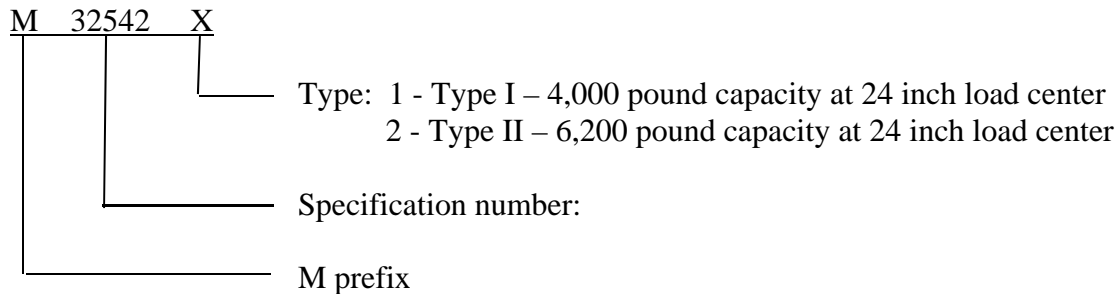 M 32542 X
Type: 1 - Type I – 4,000 pound capacity at 24 inch load center
2 - Type II – 6,200 pound capacity at 24 inch load center
Specification number:
M prefix